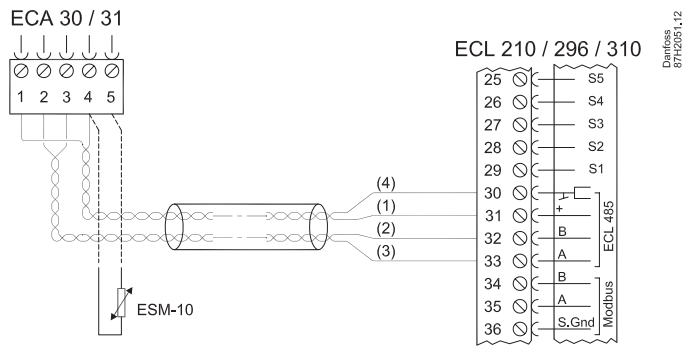 ECA 30 / 31
1 2 3 4 5
ESM-10
(4)
(1)
(2)
(3)
ECL 210 / 296 / 310
25 S5
26 S4
27 S3
28 S2
29 S1
30
31 +
32 B
33 A
34 B
35 A
36 S.Gnd
ECL 485
Modbus
Danfoss
87H2051.12